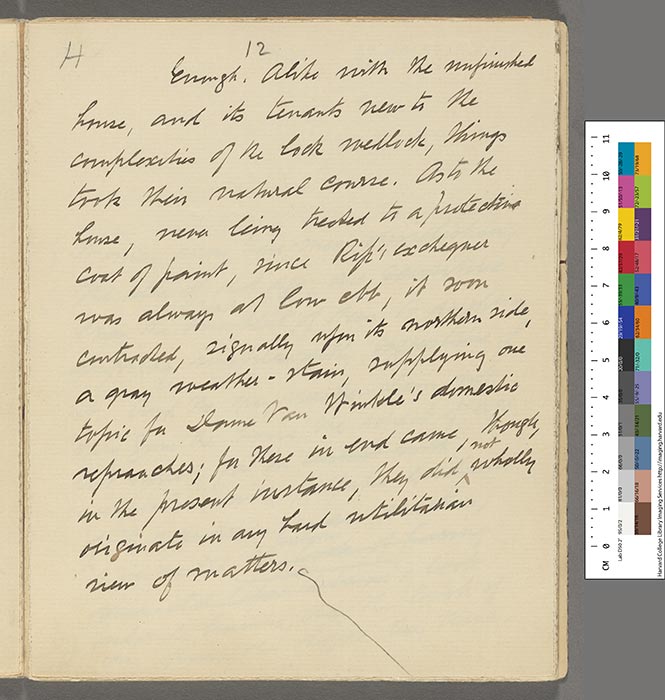 H 12
Enough. Alike with the unfinished
house, and its tenants new to the
complexities of the lock wedlock, things
took their natural course. As to the
house, never being treated to a protective
coat of paint, since Rip's exchequer
was always at low ebb, it soon
contracted, signally upon its northern side,
a gray weather-stain, supplying one
topic for Dame Van Winkle's domestic
reproaches; for these in end came, though,
in the present instance, they did not wholly
originate in any hard utilitarian
view of matters.
CM 0 1 2 3 4 5 6 7 8 9 10 11
Harvard College Library Imaging Services